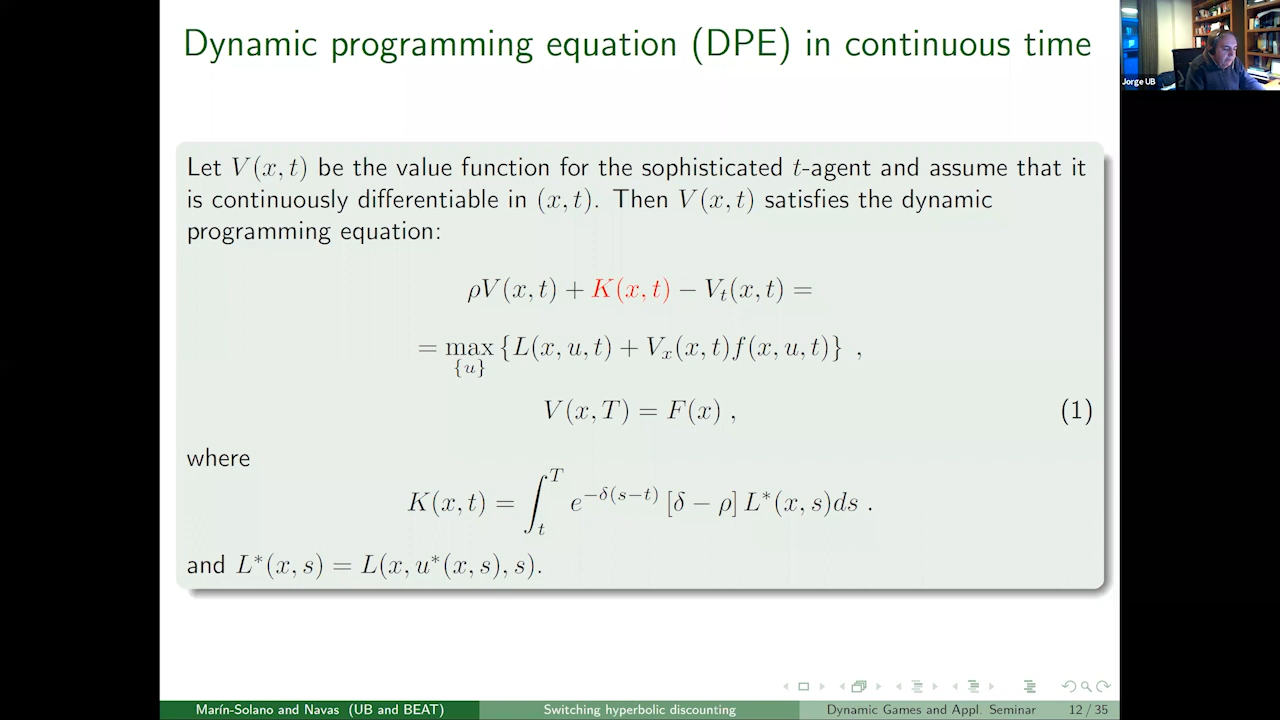 Dynamic programming equation (DPE) in continuous time
Jorge UB
Let V(x, t) be the value function for the sophisticated t-agent and assume that it
is continuously differentiable in (x, t). Then V(x, t) satisfies the dynamic
programming equation:
ρV(x, t) + K(x, t) − V_t(x, t) =
= max_{u} {L(x, u, t) + V_x(x, t)f(x, u, t)} ,
V(x, T) = F(x) , (1)
where
K(x, t) = ∫_t^T e^{−δ(s−t)} [δ − ρ] L*(x, s)ds .
and L*(x, s) = L(x, u*(x, s), s).
Marín-Solano and Navas (UB and BEAT) Switching hyperbolic discounting Dynamic Games and Appl. Seminar 12 / 35